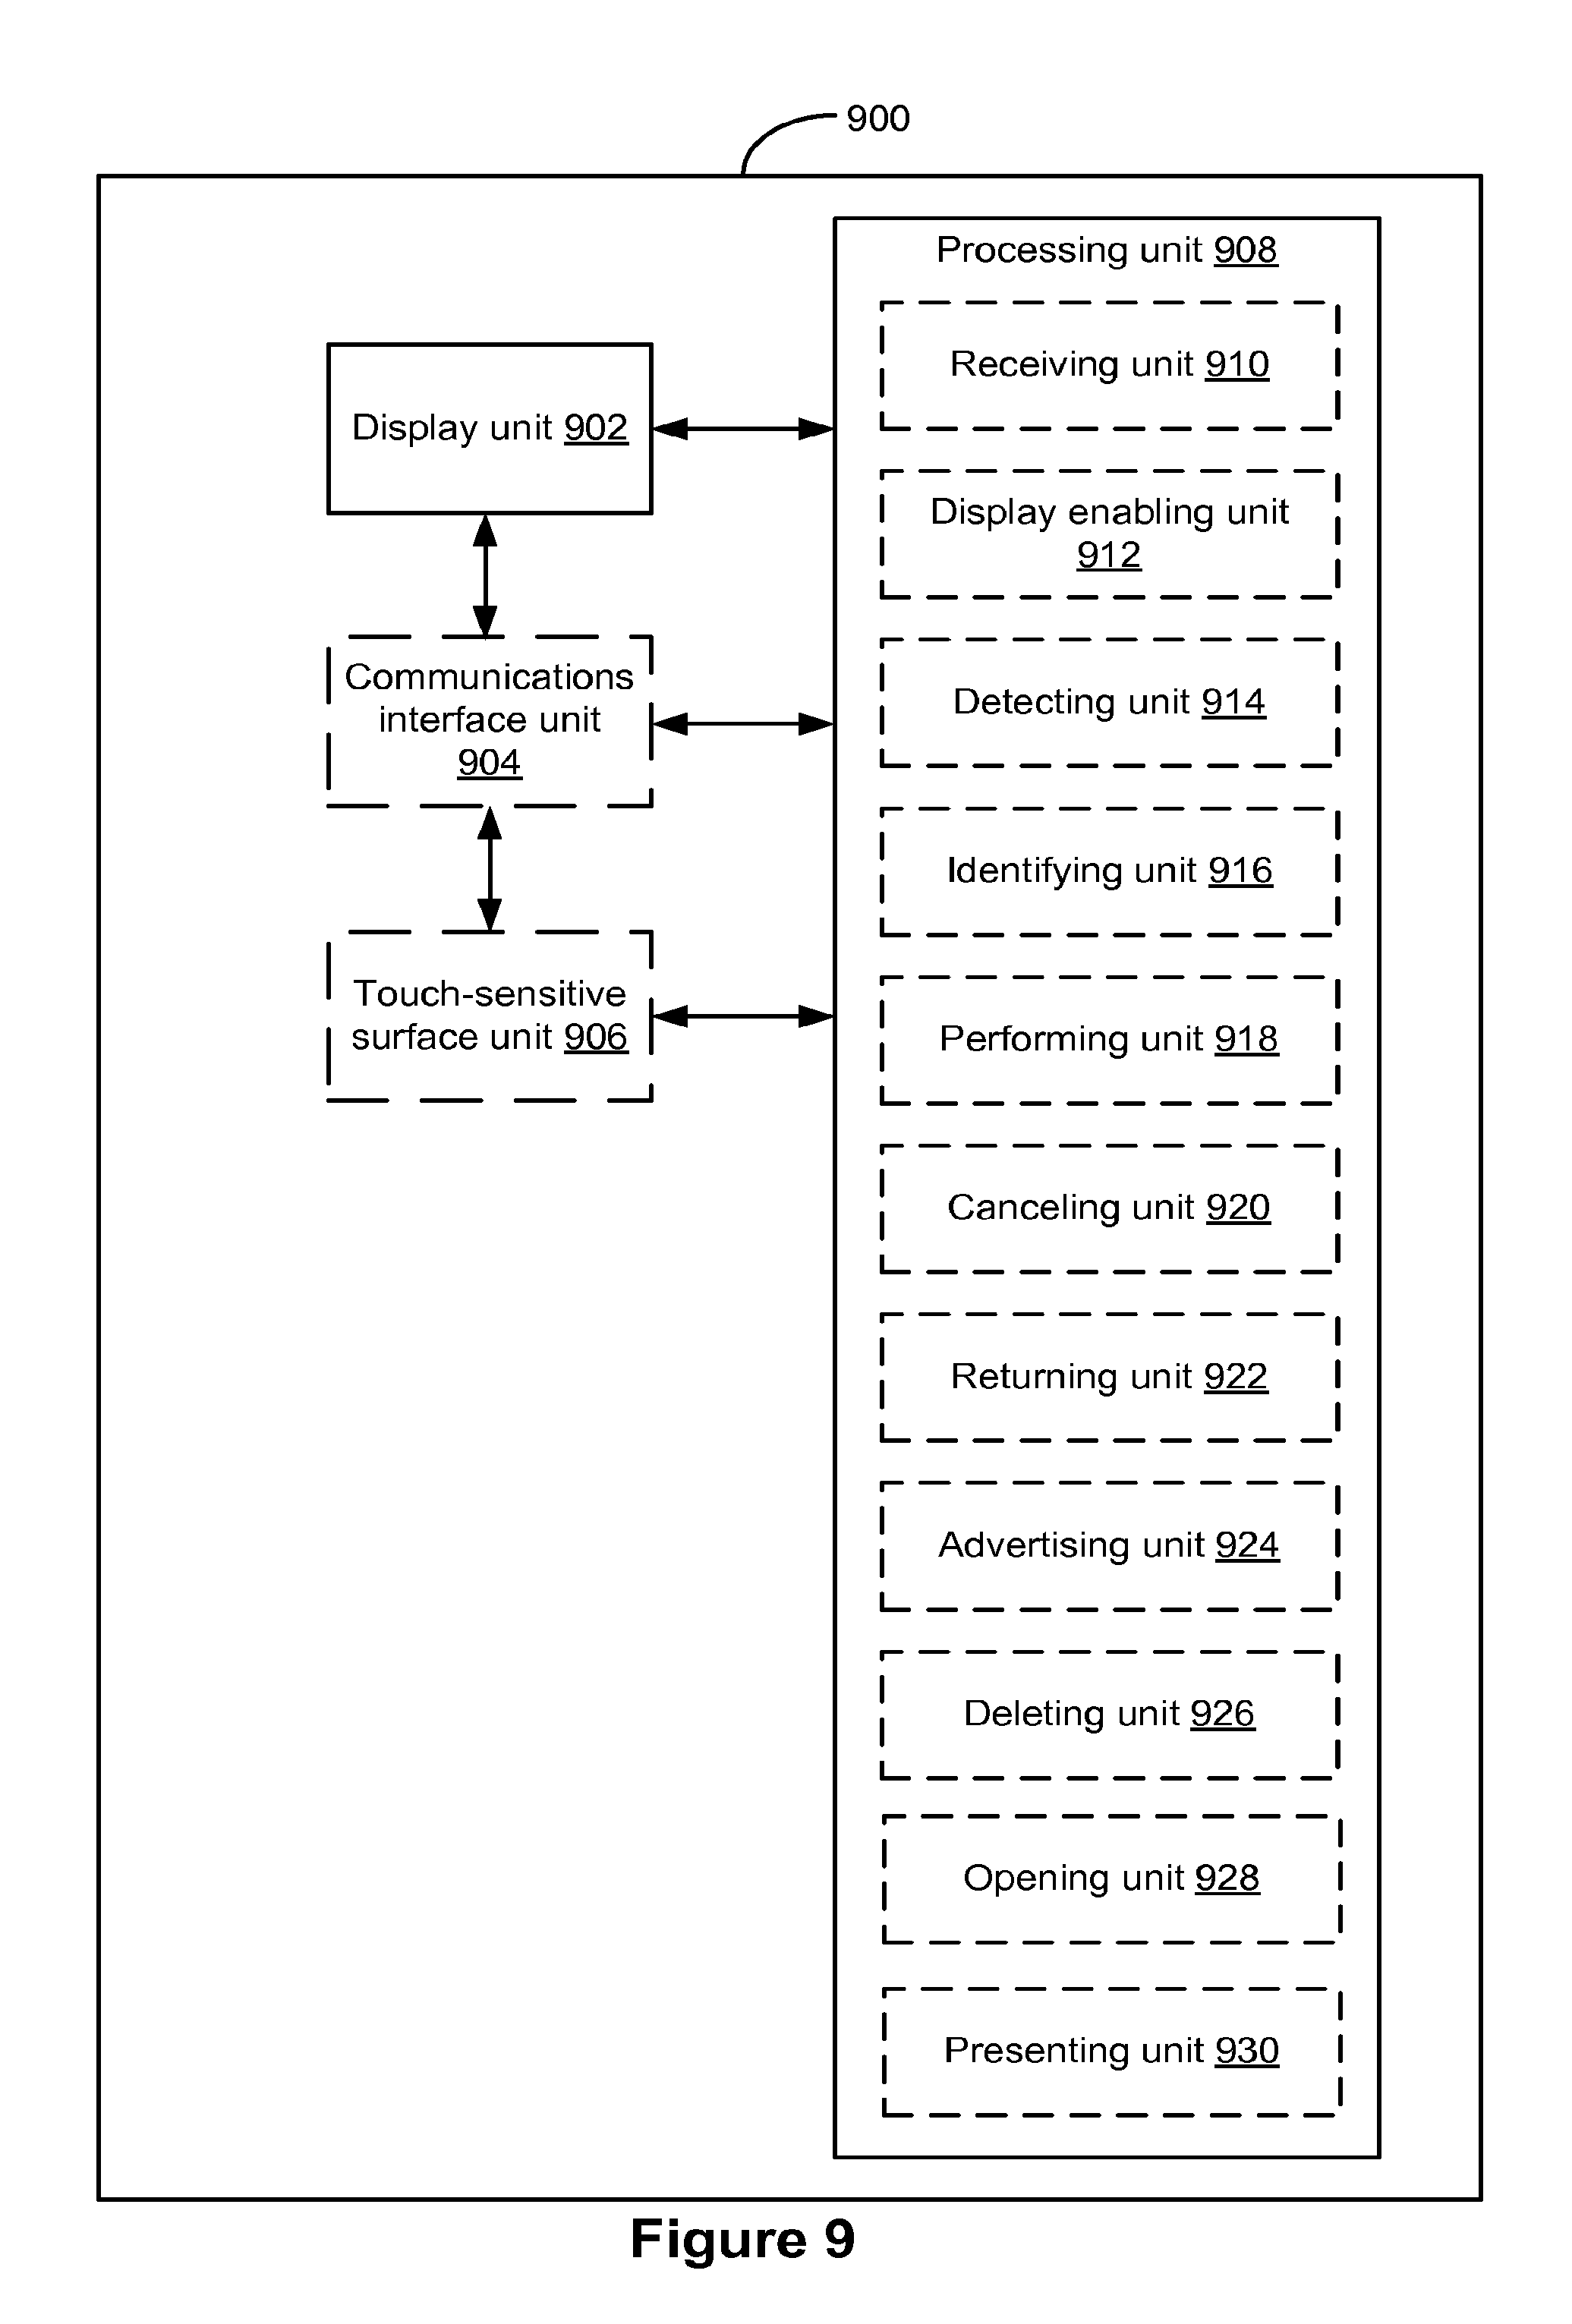 900
Processing unit 908
Receiving unit 910
Display unit 902
Display enabling unit
912
Communications
interface unit
904
Detecting unit 914
Identifying unit 916
Touch-sensitive
surface unit 906
Performing unit 918
Canceling unit 920
Returning unit 922
Advertising unit 924
Deleting unit 926
Opening unit 928
Presenting unit 930
Figure 9